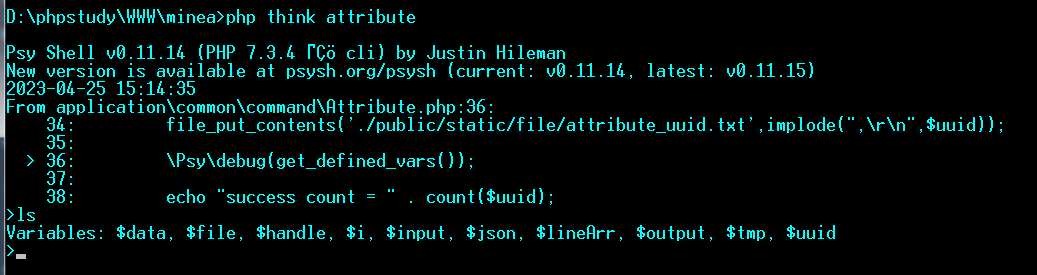 D:\phpstudy\WWW\minea>php think attribute
Psy Shell v0.11.14 (PHP 7.3.4 ΓÇö cli) by Justin Hileman
New version is available at psysh.org/psysh (current: v0.11.14, latest: v0.11.15)
2023-04-25 15:14:35
From application\common\command\Attribute.php:36:
    34:         file_put_contents('./public/static/file/attribute_uuid.txt',implode(",\r\n",$uuid));
    35:
  > 36:         \Psy\debug(get_defined_vars());
    37:
    38:         echo "success count = " . count($uuid);
>ls
Variables: $data, $file, $handle, $i, $input, $json, $lineArr, $output, $tmp, $uuid
>